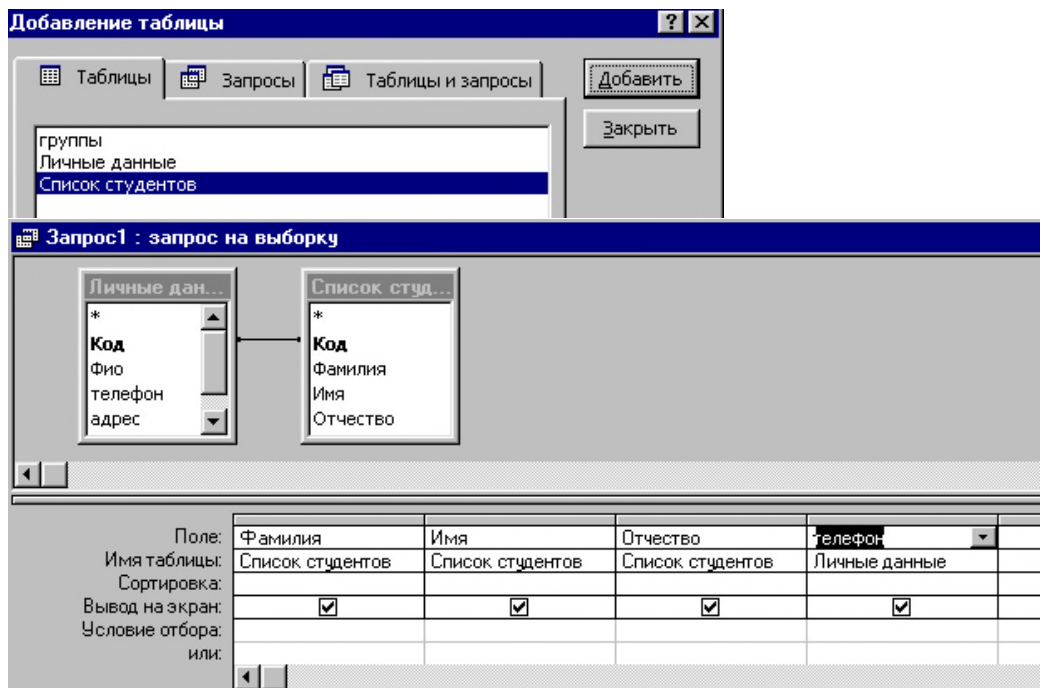 Добавление таблицы
Таблицы Запросы Таблицы и запросы Добавить
Закрыть
группы
Личные данные
Список студентов
Запрос1 : запрос на выборку
Личные дан... Список студ...
* *
Код Код
Фио Фамилия
телефон Имя
адрес Отчество
Поле: Фамилия Имя Отчество телефон
Имя таблицы: Список студентов Список студентов Список студентов Личные данные
Сортировка:
Вывод на экран:
Условие отбора:
или: